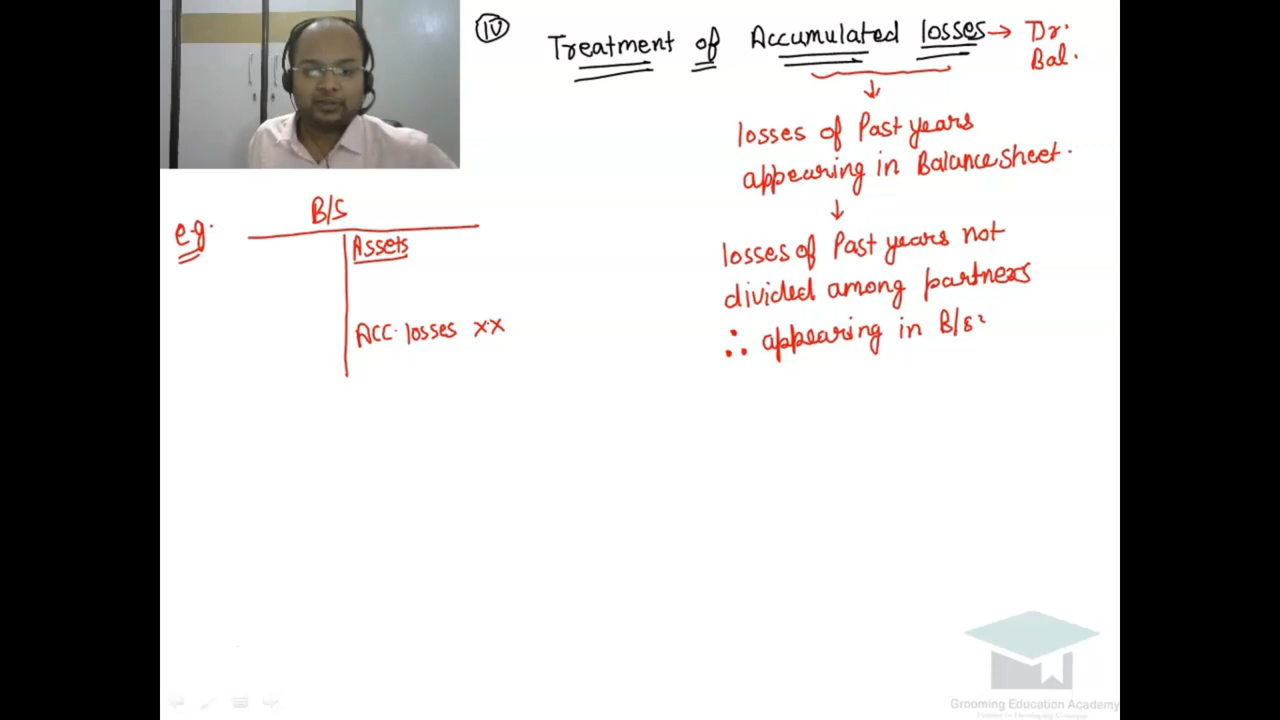 IV Treatment of Accumulated losses → Dr. Bal.
losses of Past years
appearing in Balance Sheet.
losses of Past years not
divided among partners
∴ appearing in B/s.
e.g.
B/S
Assets
Acc. losses xx
Grooming Education Academy